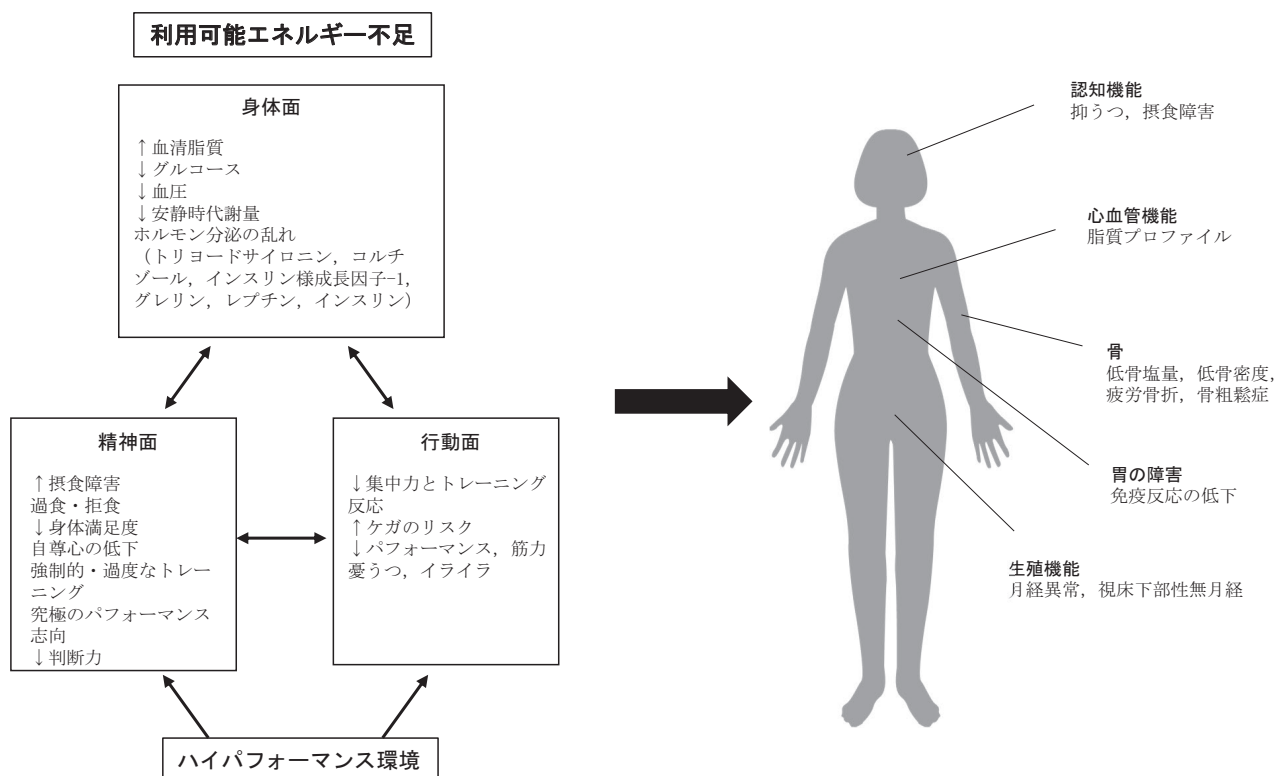 利用可能エネルギー不足
身体面
↑血清脂質
↓グルコース
↓血圧
↓安静時代謝量
ホルモン分泌の乱れ
(トリヨードサイロニン,コルチ
ゾール,インスリン様成長因子-1,
グレリン,レプチン,インスリン)
精神面
↑摂食障害
過食・拒食
↓身体満足度
自尊心の低下
強制的・過度なトレー
ニング
究極のパフォーマンス
志向
↓判断力
行動面
↓集中力とトレーニング
反応
↑ケガのリスク
↓パフォーマンス,筋力
憂うつ,イライラ
ハイパフォーマンス環境
認知機能
抑うつ,摂食障害
心血管機能
脂質プロファイル
骨
低骨塩量,低骨密度,
疲労骨折,骨粗鬆症
胃の障害
免疫反応の低下
生殖機能
月経異常,視床下部性無月経